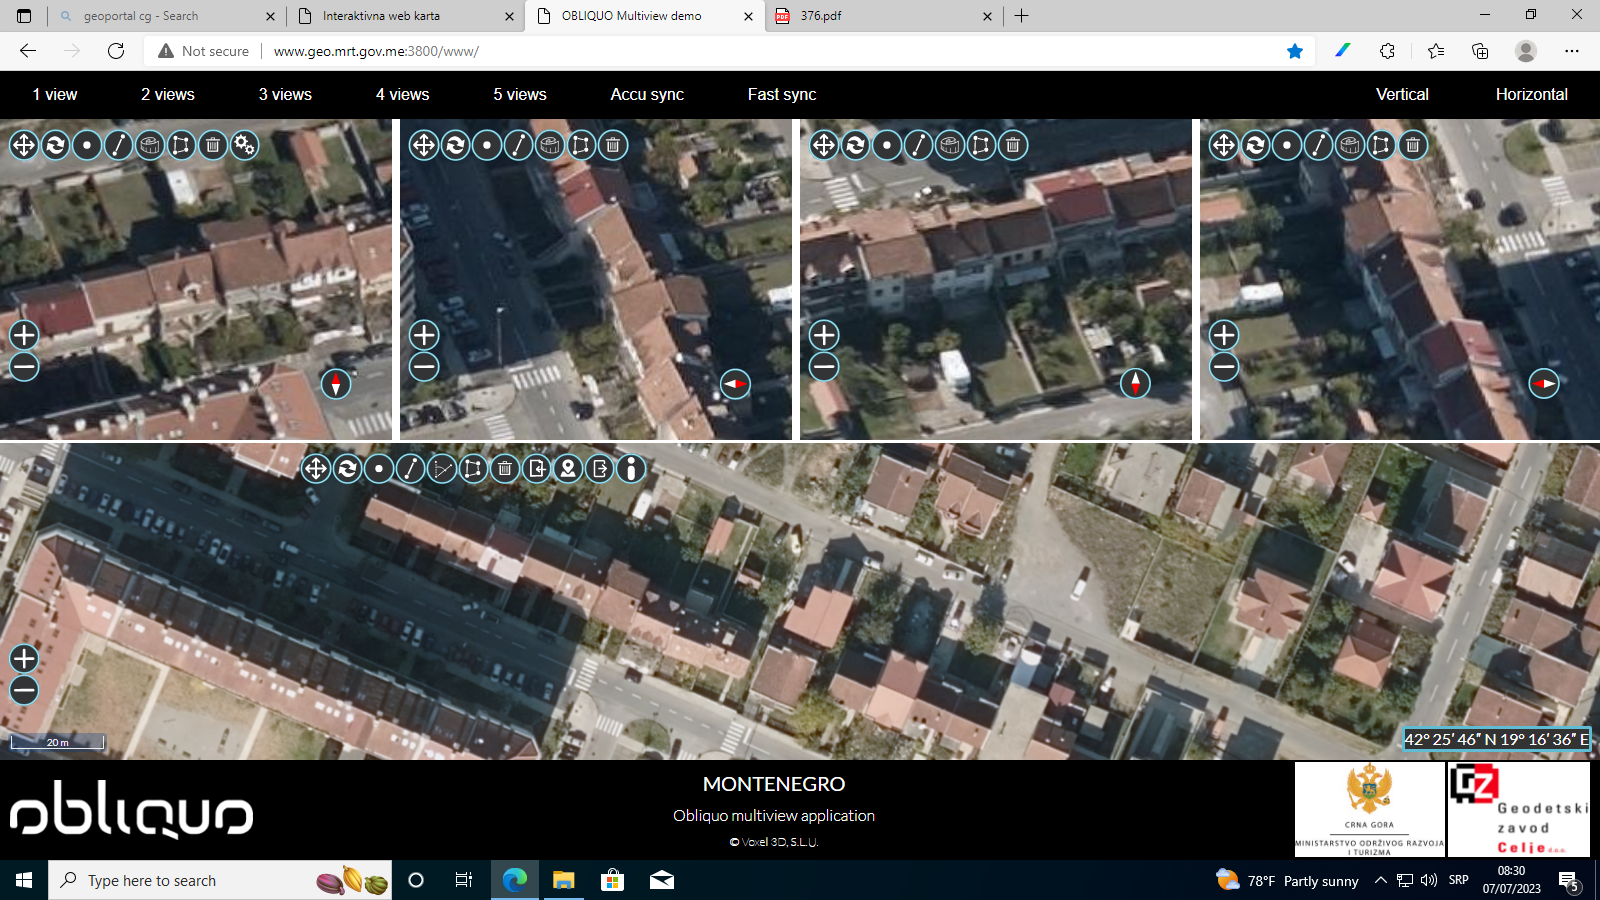 geoportal cg - Search
Interaktivna web karta
OBLIQUO Multiview demo
376.pdf
Not secure
www.geo.mrt.gov.me:3800/www/
1 view
2 views
3 views
4 views
5 views
Accu sync
Fast sync
Vertical
Horizontal
20 m
42° 25′ 46″ N 19° 16′ 36″ E
obliquo
MONTENEGRO
Obliquo multiview application
© Voxel 3D, S.L.U.
CRNA GORA
MINISTARSTVO ODRŽIVOG RAZVOJA
I TURIZMA
GZ
Geodetski
zavod
Celje d.o.o.
Type here to search
78°F Partly sunny
SRP
08:30
07/07/2023
5